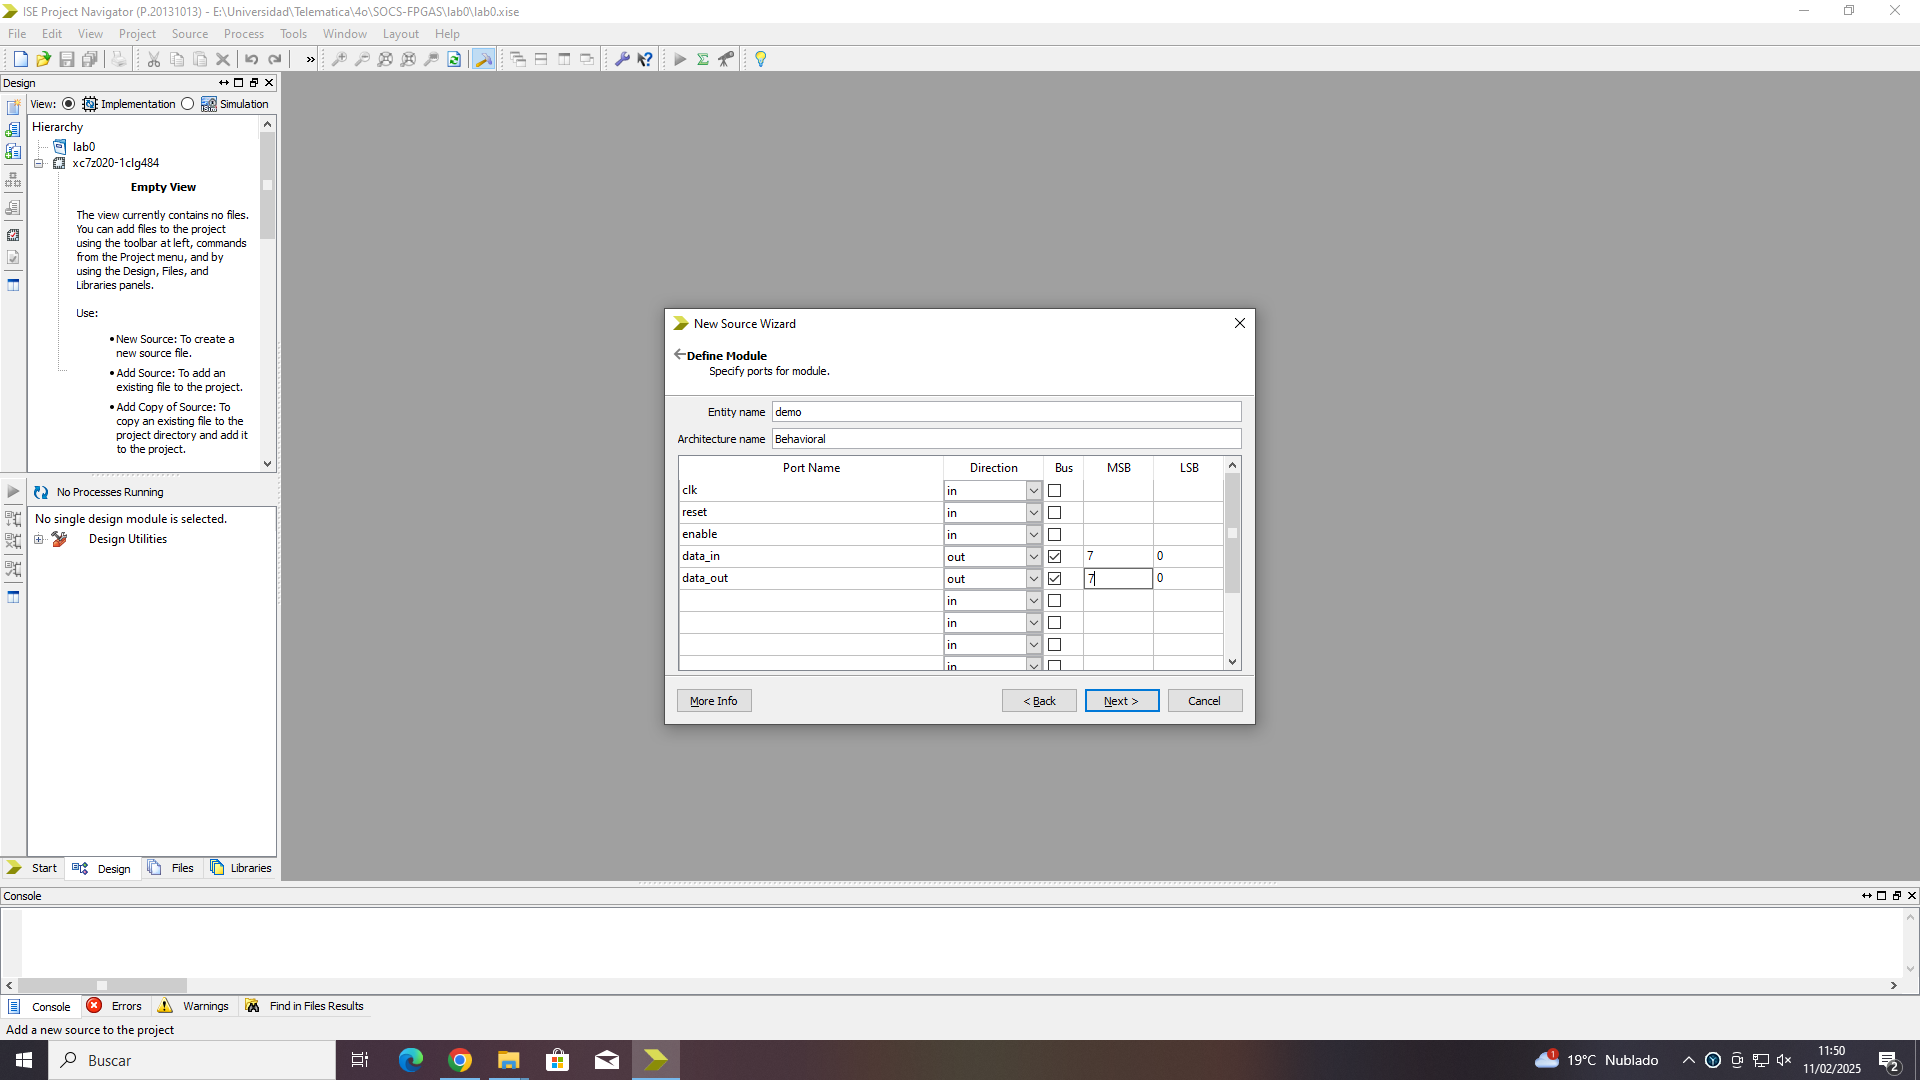 ISE Project Navigator (P.20131013) - E:\Universidad\Telematica\4o\SOCS-FPGAS\lab0\lab0.xise
File Edit View Project Source Process Tools Window Layout Help
»
Design
View: Implementation Simulation
Hierarchy
lab0
xc7z020-1clg484
Empty View
The view currently contains no files.
You can add files to the project
using the toolbar at left, commands
from the Project menu, and by
using the Design, Files, and
Libraries panels.
Use:
• New Source: To create a
new source file.
• Add Source: To add an
existing file to the project.
• Add Copy of Source: To
copy an existing file to the
project directory and add it
to the project.
No Processes Running
No single design module is selected.
Design Utilities
Start Design Files Libraries
New Source Wizard
Define Module
Specify ports for module.
Entity name demo
Architecture name Behavioral
Port Name Direction Bus MSB LSB
clk in
reset in
enable in
data_in out 7 0
data_out out 7 0
in
in
in
in
More Info < Back Next > Cancel
Console
Console Errors Warnings Find in Files Results
Add a new source to the project
Buscar
1 19°C Nublado
11:50
11/02/2025
2